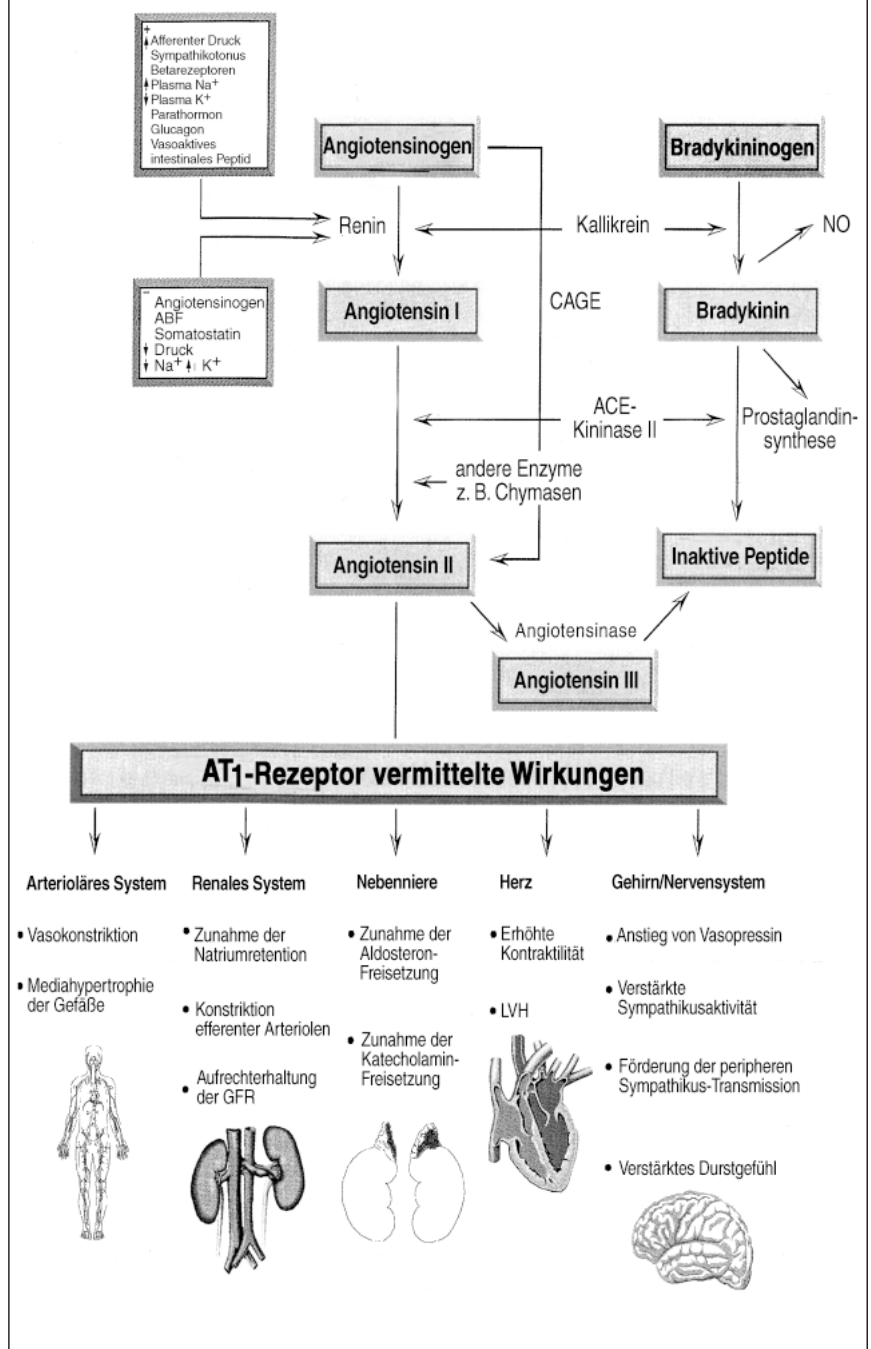 +
↑ Afferenter Druck
Sympathikotonus
Betarezeptoren
↑ Plasma Na+
↓ Plasma K+
Parathormon
Glucagon
Vasoaktives
intestinales Peptid
Angiotensinogen
Bradykininogen
Renin
Kallikrein
NO
−
Angiotensinogen
ABF
Somatostatin
↓ Druck
↓ Na+ ↑ K+
Angiotensin I
CAGE
Bradykinin
ACE-
Kininase II
Prostaglandin-
synthese
andere Enzyme
z. B. Chymasen
Angiotensin II
Inaktive Peptide
Angiotensinase
Angiotensin III
AT1-Rezeptor vermittelte Wirkungen
Arterioläres System
• Vasokonstriktion
• Mediahypertrophie
der Gefäße
Renales System
• Zunahme der
Natriumretention
• Konstriktion
efferenter Arteriolen
• Aufrechterhaltung
der GFR
Nebenniere
• Zunahme der
Aldosteron-
Freisetzung
• Zunahme der
Katecholamin-
Freisetzung
Herz
• Erhöhte
Kontraktilität
• LVH
Gehirn/Nervensystem
• Anstieg von Vasopressin
• Verstärkte
Sympathikusaktivität
• Förderung der peripheren
Sympathikus-Transmission
• Verstärktes Durstgefühl